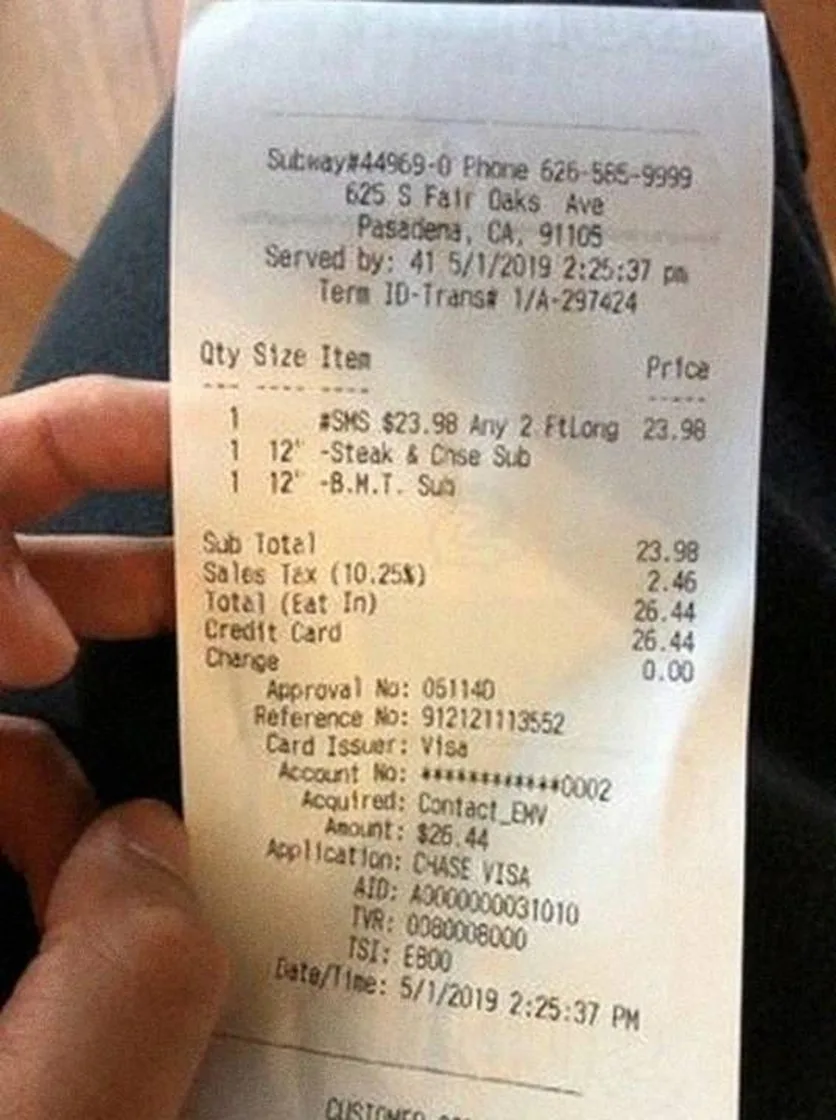 Subway#44969-0 Phone 626-585-9999
625 S Fair Oaks Ave
Pasadena, CA, 91105
Served by: 41 5/1/2019 2:25:37 pm
Term ID-Trans# 1/A-297424
Qty Size Item Price
--- ---- ---- -----
1 #SMS $23.98 Any 2 FtLong 23.98
1 12" -Steak & Chse Sub
1 12" -B.M.T. Sub
Sub Total 23.98
Sales Tax (10.25%) 2.46
Total (Eat In) 26.44
Credit Card 26.44
Change 0.00
Approval No: 06114D
Reference No: 912121113552
Card Issuer: Visa
Account No: ************0002
Acquired: Contact_EMV
Amount: $26.44
Application: CHASE VISA
AID: A0000000031010
TVR: 0080008000
TSI: E800
Date/Time: 5/1/2019 2:25:37 PM
CUSTOMER